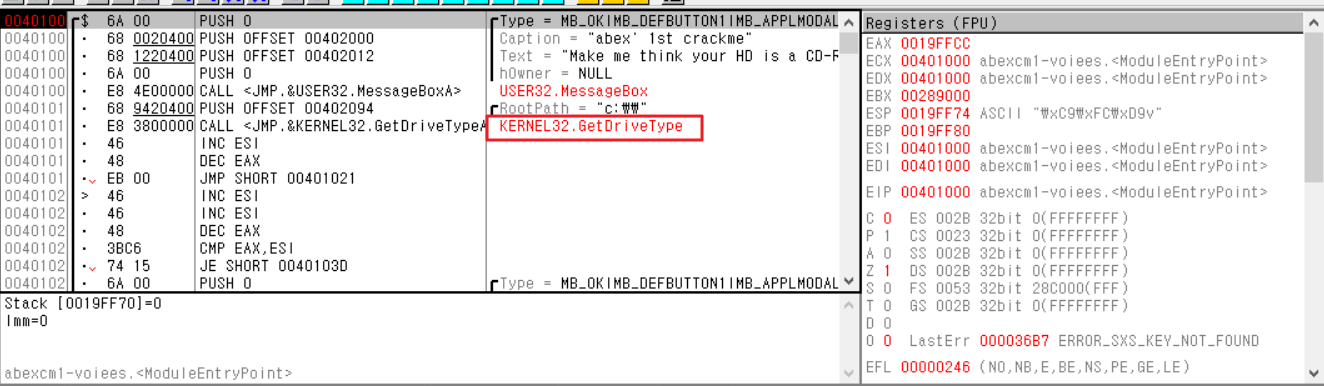 0040100 $ 6A 00 PUSH 0 Type = MB_OK|MB_DEFBUTTON1|MB_APPLMODAL
0040100 . 68 00204000 PUSH OFFSET 00402000 Caption = "abex' 1st crackme"
0040100 . 68 1220400 PUSH OFFSET 00402012 Text = "Make me think your HD is a CD-R
0040100 . 6A 00 PUSH 0 hOwner = NULL
0040100 . E8 4E00000 CALL <JMP.&USER32.MessageBoxA> USER32.MessageBox
0040101 . 68 9420400 PUSH OFFSET 00402094 RootPath = "c:₩₩"
0040101 . E8 3800000 CALL <JMP.&KERNEL32.GetDriveTypeA KERNEL32.GetDriveType
0040101 . 46 INC ESI
0040101 . 48 DEC EAX
0040101 . EB 00 JMP SHORT 00401021
0040102 > 46 INC ESI
0040102 . 46 INC ESI
0040102 . 48 DEC EAX
0040102 . 3BC6 CMP EAX,ESI
0040102 . 74 15 JE SHORT 0040103D
0040102 . 6A 00 PUSH 0 Type = MB_OK|MB_DEFBUTTON1|MB_APPLMODAL
Stack [0019FF70]=0
Imm=0
abexcm1-voiees.<ModuleEntryPoint>
Registers (FPU)
EAX 0019FFCC
ECX 00401000 abexcm1-voiees.<ModuleEntryPoint>
EDX 00401000 abexcm1-voiees.<ModuleEntryPoint>
EBX 00289000
ESP 0019FF74 ASCII "₩xC9₩xFC₩xD9v"
EBP 0019FF80
ESI 00401000 abexcm1-voiees.<ModuleEntryPoint>
EDI 00401000 abexcm1-voiees.<ModuleEntryPoint>
EIP 00401000 abexcm1-voiees.<ModuleEntryPoint>
C 0 ES 002B 32bit 0(FFFFFFFF)
P 1 CS 0023 32bit 0(FFFFFFFF)
A 0 SS 002B 32bit 0(FFFFFFFF)
Z 1 DS 002B 32bit 0(FFFFFFFF)
S 0 FS 0053 32bit 28C000(FFF)
T 0 GS 002B 32bit 0(FFFFFFFF)
D 0
O 0 LastErr 000036B7 ERROR_SXS_KEY_NOT_FOUND
EFL 00000246 (NO,NB,E,BE,NS,PE,GE,LE)